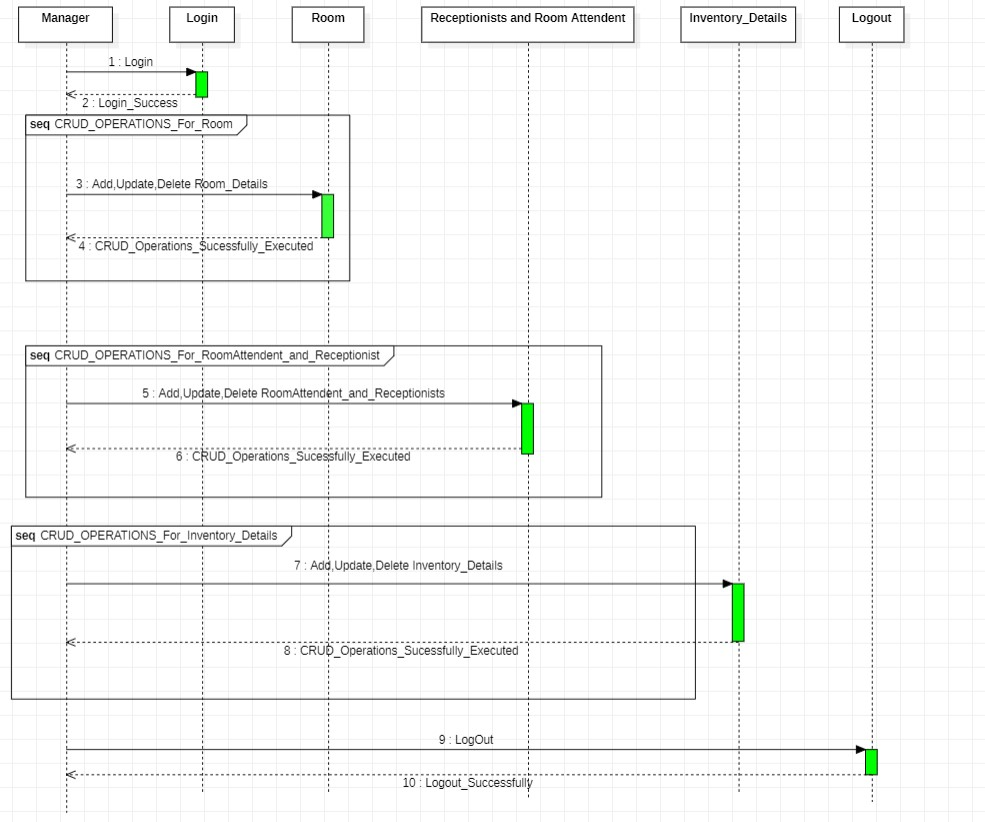 Manager
Login
Room
Receptionists and Room Attendent
Inventory_Details
Logout
1 : Login
2 : Login_Success
seq CRUD_OPERATIONS_For_Room
3 : Add,Update,Delete Room_Details
4 : CRUD_Operations_Sucessfully_Executed
seq CRUD_OPERATIONS_For_RoomAttendent_and_Receptionist
5 : Add,Update,Delete RoomAttendent_and_Receptionists
6 : CRUD_Operations_Sucessfully_Executed
seq CRUD_OPERATIONS_For_Inventory_Details
7 : Add,Update,Delete Inventory_Details
8 : CRUD_Operations_Sucessfully_Executed
9 : LogOut
10 : Logout_Successfully